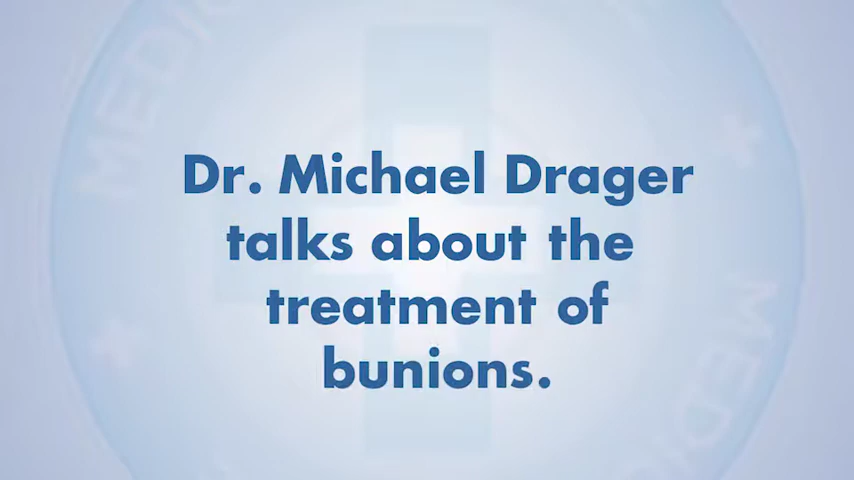 Dr. Michael Drager
talks about the
treatment of
bunions.